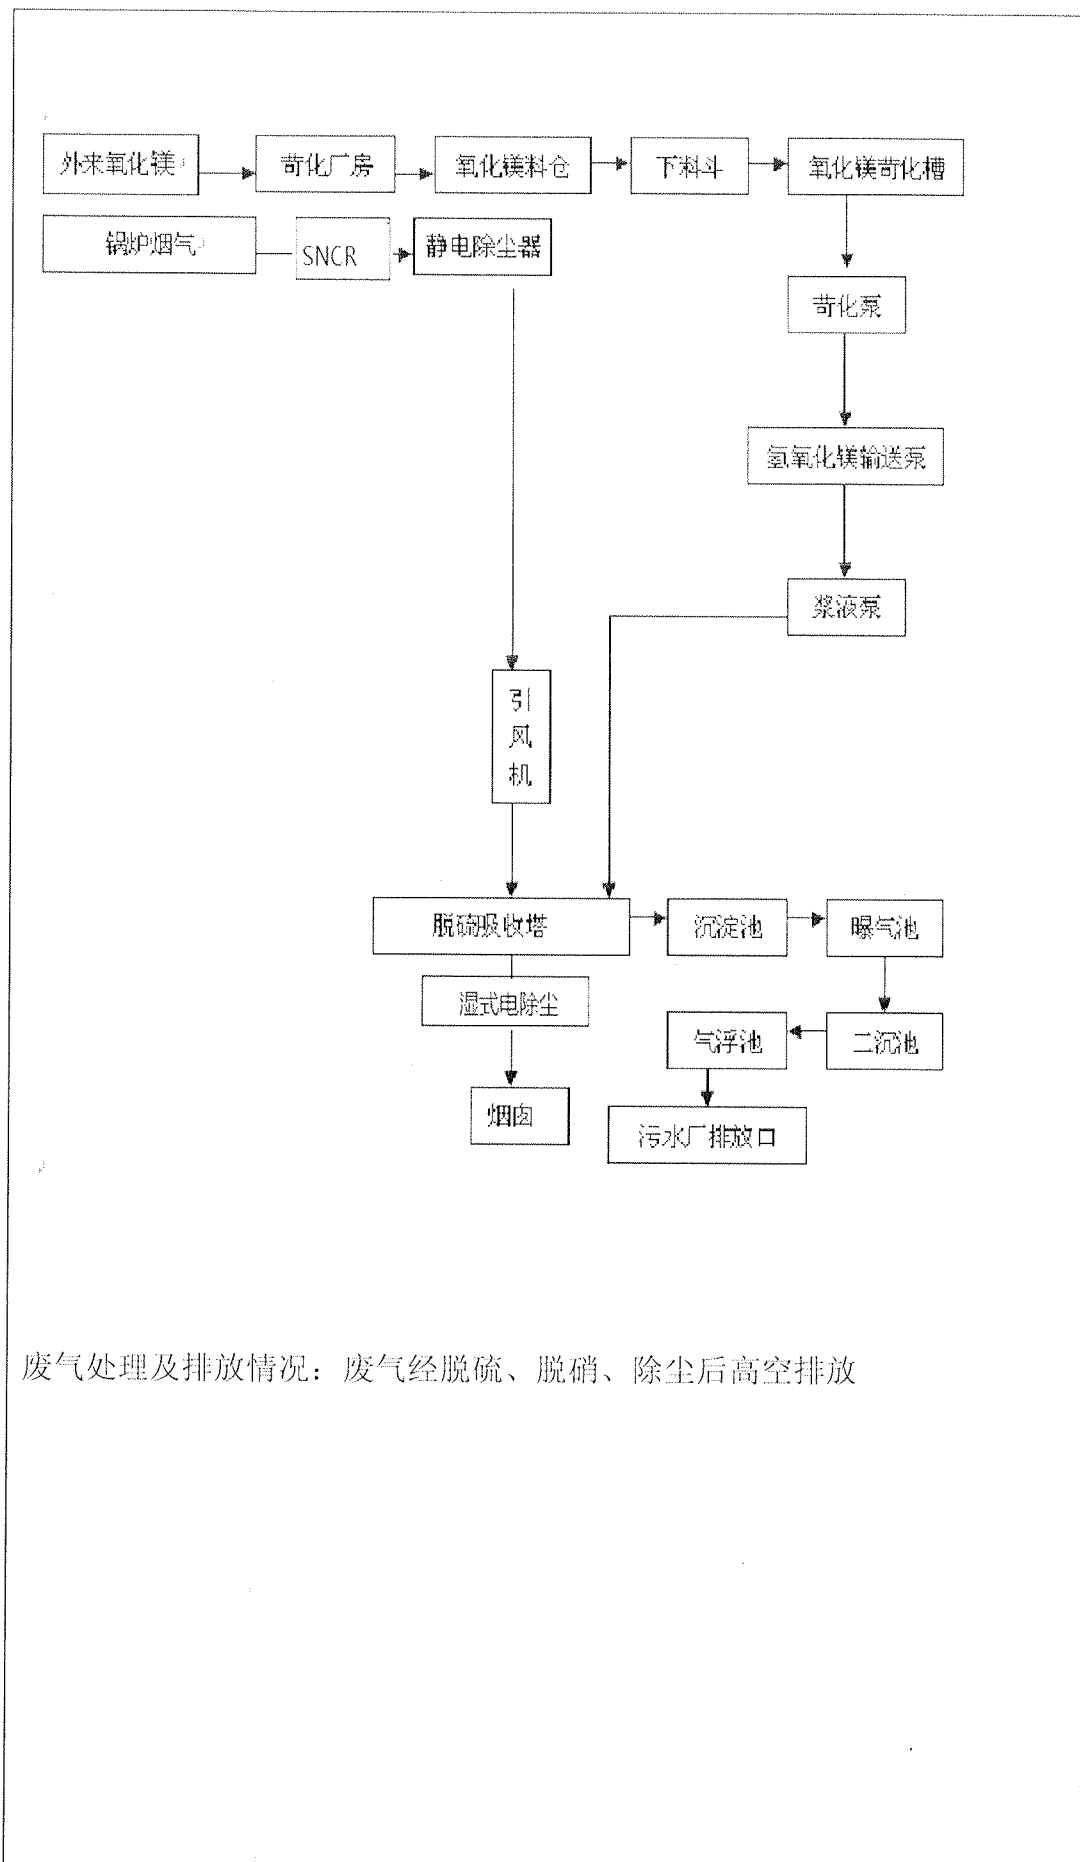 外来氧化镁
苛化厂房
氧化镁料仓
下料斗
氧化镁苛化槽
锅炉烟气
SNCR
静电除尘器
苛化泵
氢氧化镁输送泵
浆液泵
引
风
机
脱硫吸收塔
沉淀池
曝气池
湿式电除尘
气浮池
二沉池
烟囱
污水厂排放口
废气处理及排放情况：废气经脱硫、脱硝、除尘后高空排放